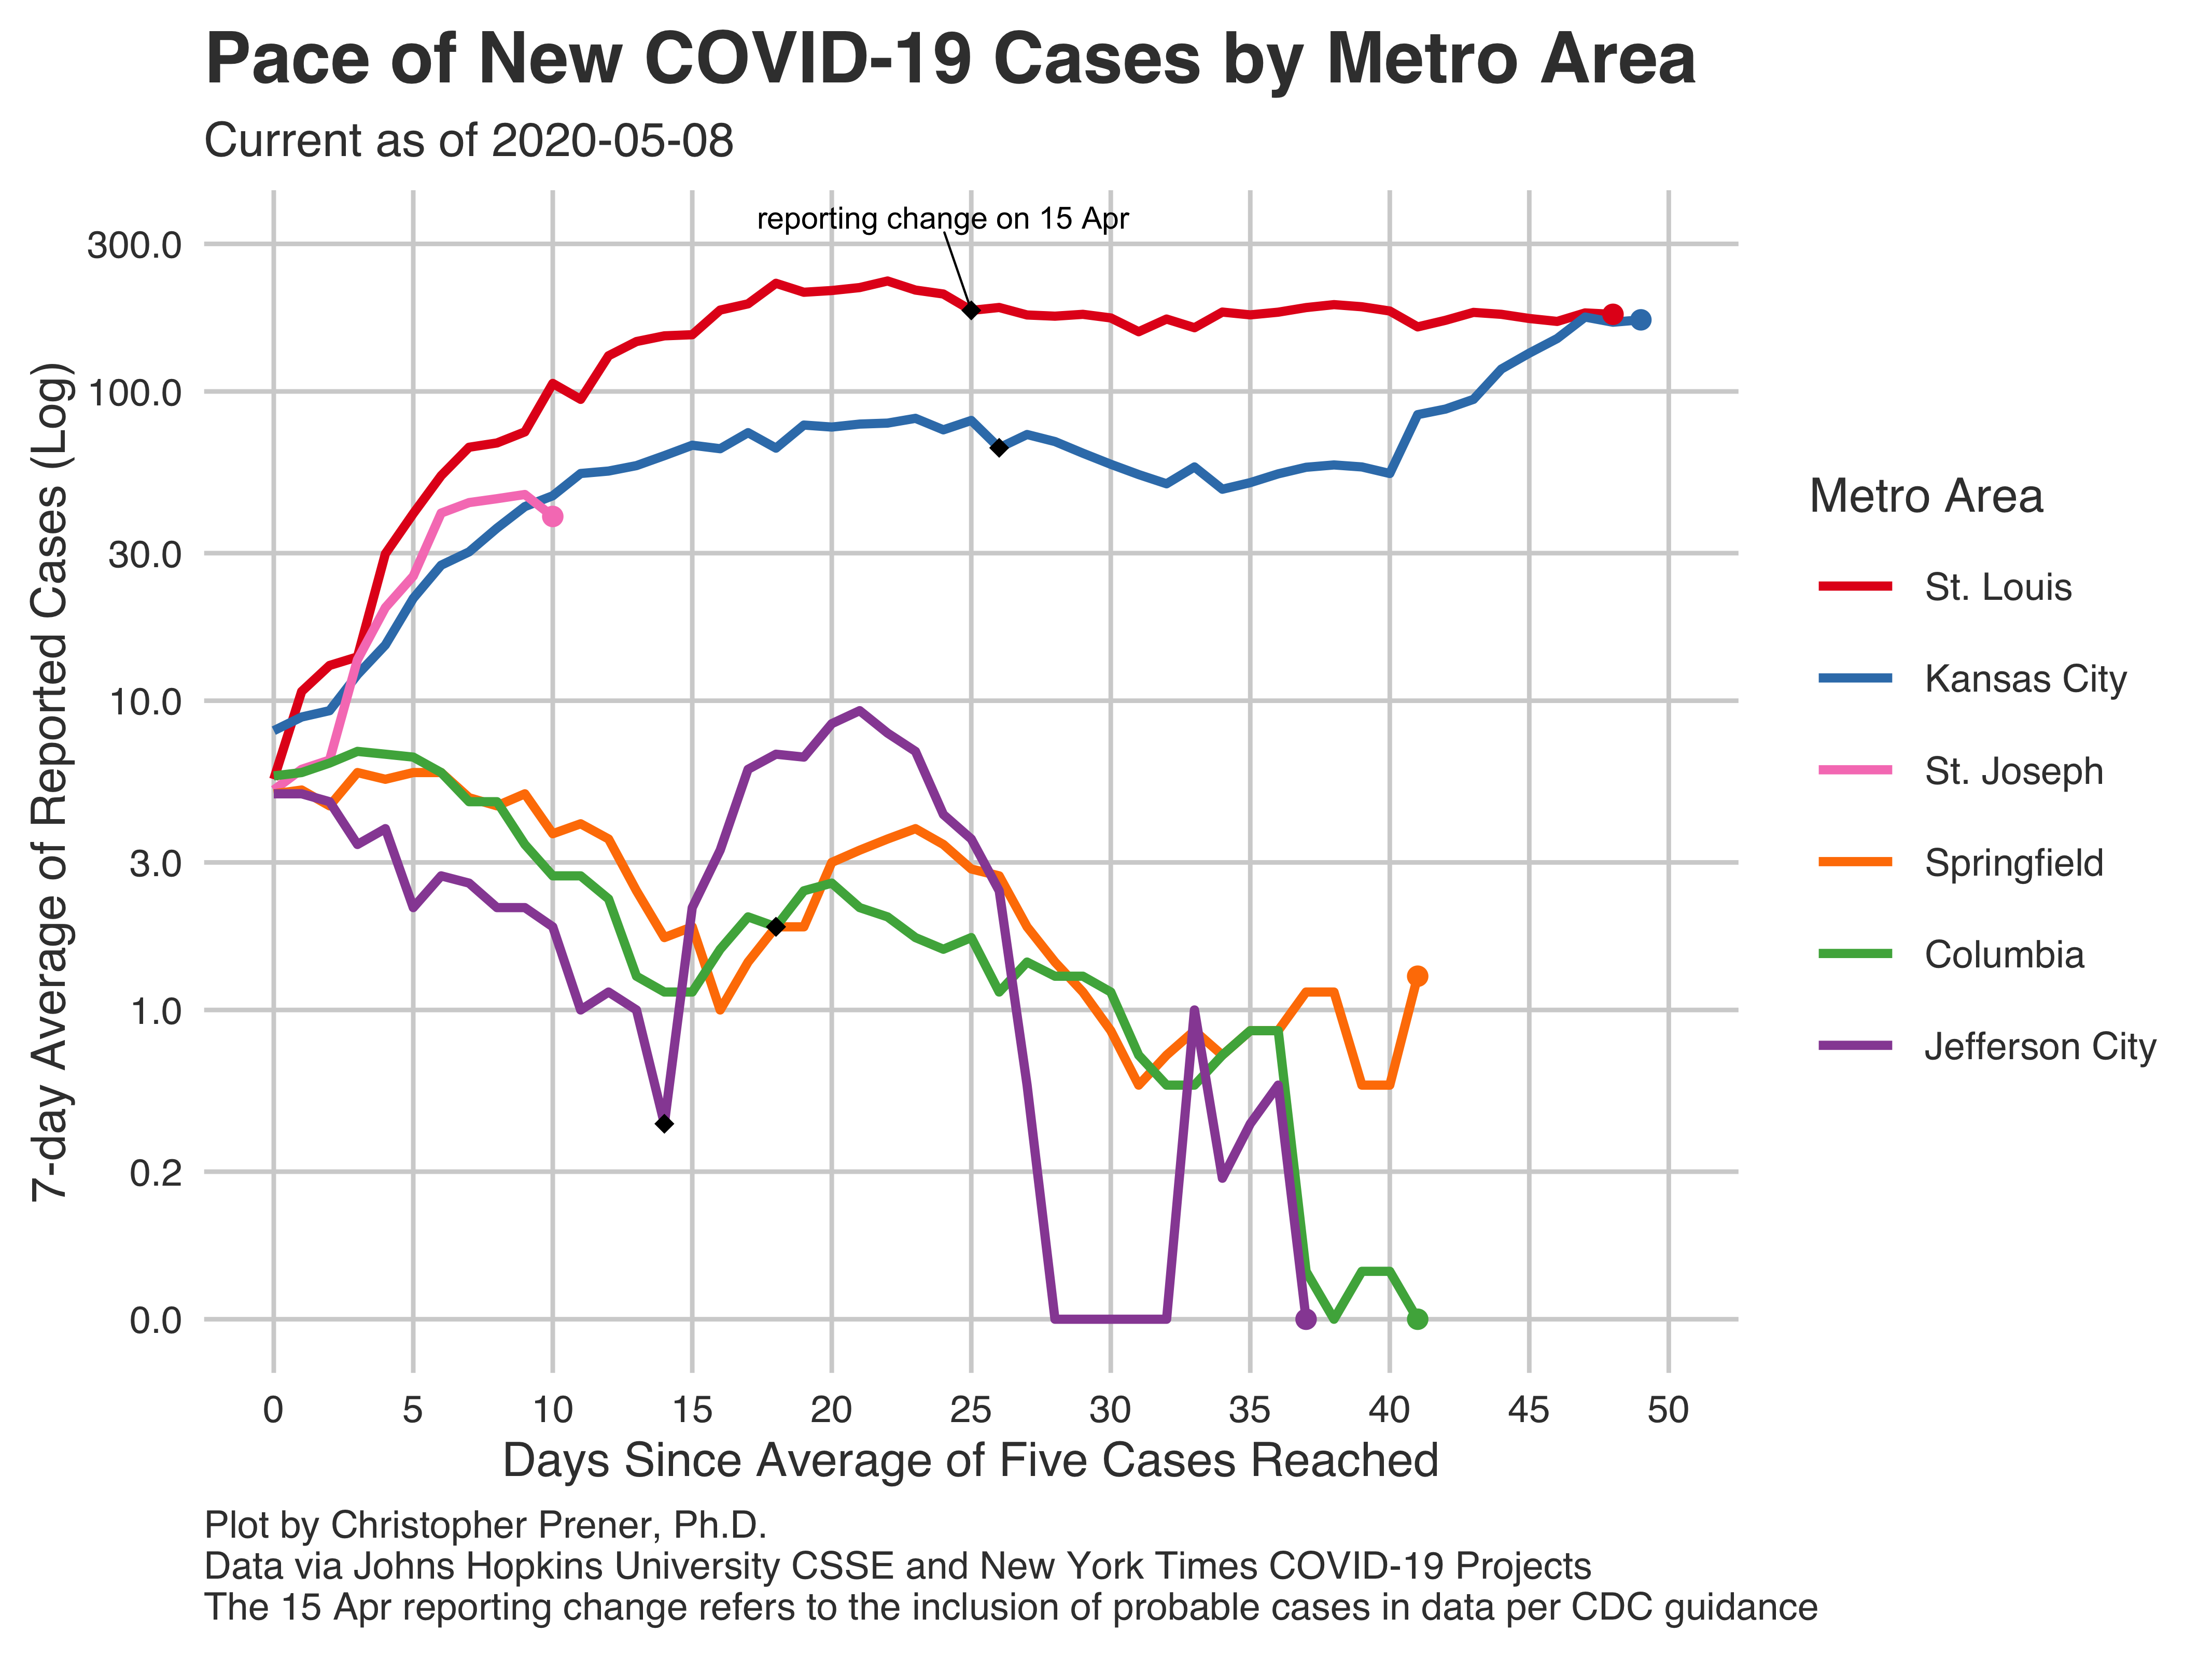 Pace of New COVID-19 Cases by Metro Area
Current as of 2020-05-08
reporting change on 15 Apr
300.0
100.0
30.0
10.0
3.0
1.0
0.2
0.0
7-day Average of Reported Cases (Log)
0 5 10 15 20 25 30 35 40 45 50
Days Since Average of Five Cases Reached
Metro Area
St. Louis
Kansas City
St. Joseph
Springfield
Columbia
Jefferson City
Plot by Christopher Prener, Ph.D.
Data via Johns Hopkins University CSSE and New York Times COVID-19 Projects
The 15 Apr reporting change refers to the inclusion of probable cases in data per CDC guidance